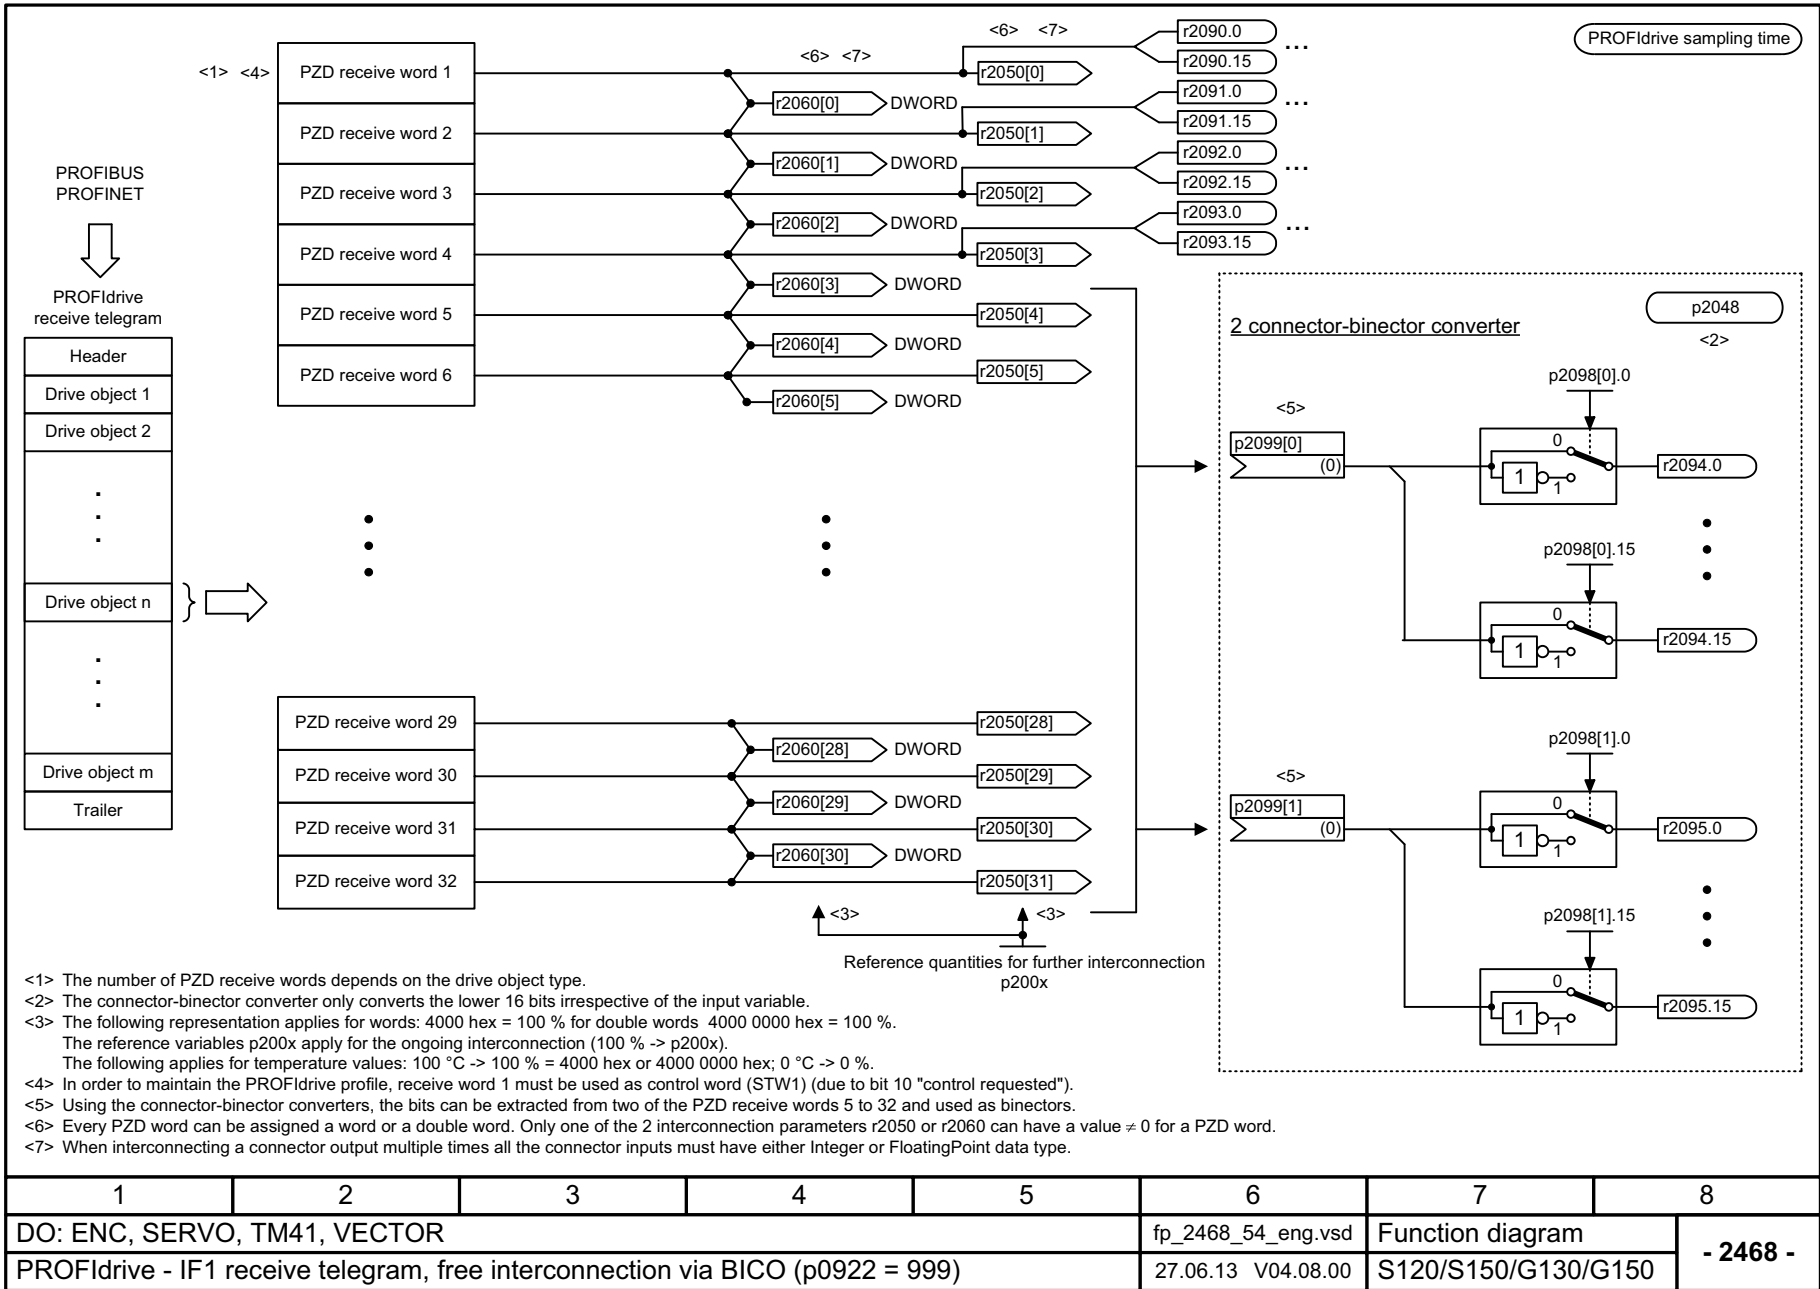 PROFIdrive sampling time
<1> <4>
<6> <7>
<6> <7>
PZD receive word 1
PZD receive word 2
PZD receive word 3
PZD receive word 4
PZD receive word 5
PZD receive word 6
r2060[0] DWORD
r2060[1] DWORD
r2060[2] DWORD
r2060[3] DWORD
r2060[4] DWORD
r2060[5] DWORD
r2050[0]
r2050[1]
r2050[2]
r2050[3]
r2050[4]
r2050[5]
r2090.0
...
r2090.15
r2091.0
...
r2091.15
r2092.0
...
r2092.15
r2093.0
...
r2093.15
PROFIBUS
PROFINET
PROFIdrive
receive telegram
Header
Drive object 1
Drive object 2
Drive object n
Drive object m
Trailer
PZD receive word 29
PZD receive word 30
PZD receive word 31
PZD receive word 32
r2060[28] DWORD
r2060[29] DWORD
r2060[30] DWORD
r2050[28]
r2050[29]
r2050[30]
r2050[31]
<3>
<3>
Reference quantities for further interconnection
p200x
2 connector-binector converter
p2048
<2>
<5>
p2099[0]
(0)
p2098[0].0
0
1
1
r2094.0
p2098[0].15
0
1
1
r2094.15
<5>
p2099[1]
(0)
p2098[1].0
0
1
1
r2095.0
p2098[1].15
0
1
1
r2095.15
<1> The number of PZD receive words depends on the drive object type.
<2> The connector-binector converter only converts the lower 16 bits irrespective of the input variable.
<3> The following representation applies for words: 4000 hex = 100 % for double words 4000 0000 hex = 100 %.
The reference variables p200x apply for the ongoing interconnection (100 % -> p200x).
The following applies for temperature values: 100 °C -> 100 % = 4000 hex or 4000 0000 hex; 0 °C -> 0 %.
<4> In order to maintain the PROFIdrive profile, receive word 1 must be used as control word (STW1) (due to bit 10 "control requested").
<5> Using the connector-binector converters, the bits can be extracted from two of the PZD receive words 5 to 32 and used as binectors.
<6> Every PZD word can be assigned a word or a double word. Only one of the 2 interconnection parameters r2050 or r2060 can have a value ≠ 0 for a PZD word.
<7> When interconnecting a connector output multiple times all the connector inputs must have either Integer or FloatingPoint data type.
1 2 3 4 5 6 7 8
DO: ENC, SERVO, TM41, VECTOR
fp_2468_54_eng.vsd
Function diagram
- 2468 -
PROFIdrive - IF1 receive telegram, free interconnection via BICO (p0922 = 999)
27.06.13 V04.08.00
S120/S150/G130/G150